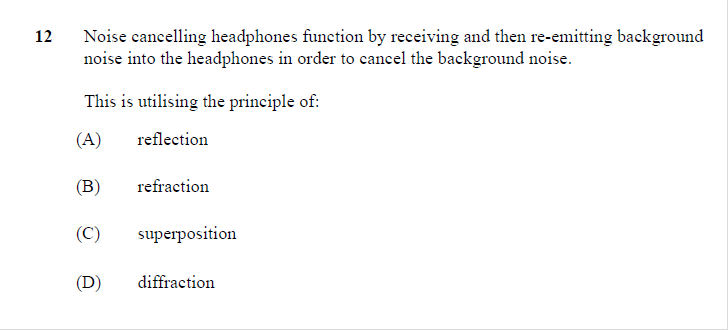 12 Noise cancelling headphones function by receiving and then re-emitting background
noise into the headphones in order to cancel the background noise.
This is utilising the principle of:
(A) reflection
(B) refraction
(C) superposition
(D) diffraction